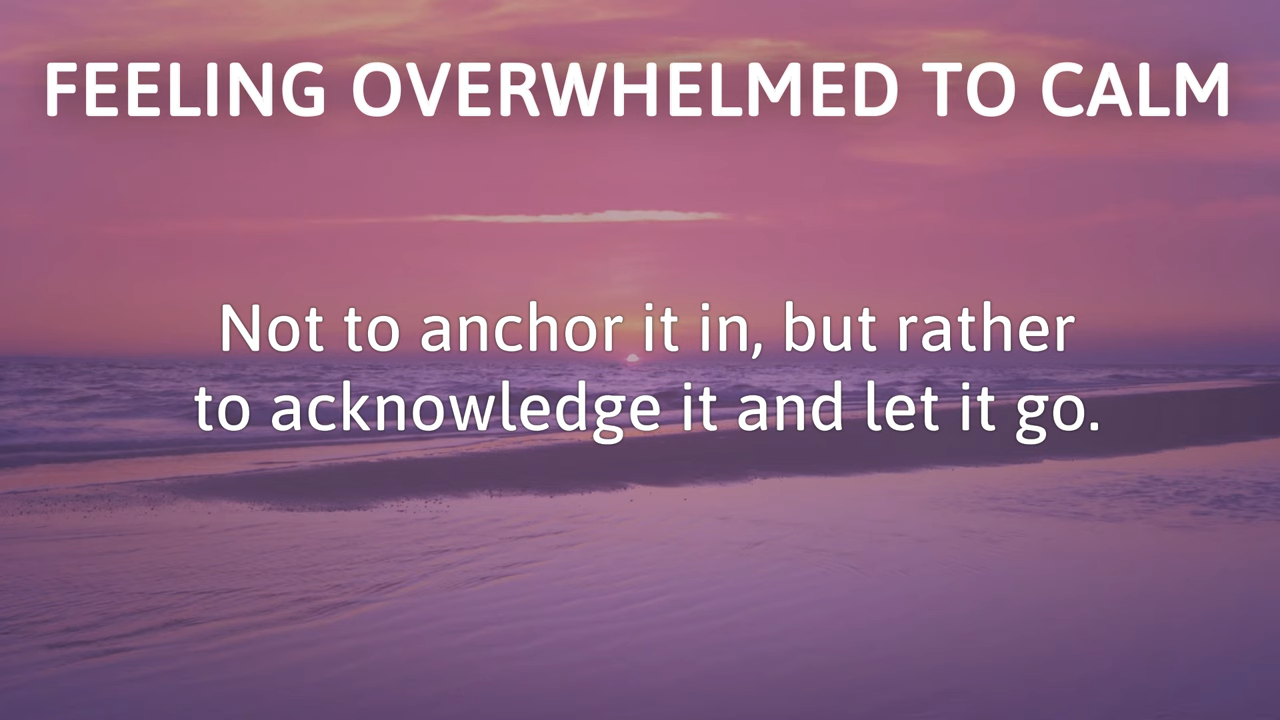 FEELING OVERWHELMED TO CALM
Not to anchor it in, but rather
to acknowledge it and let it go.